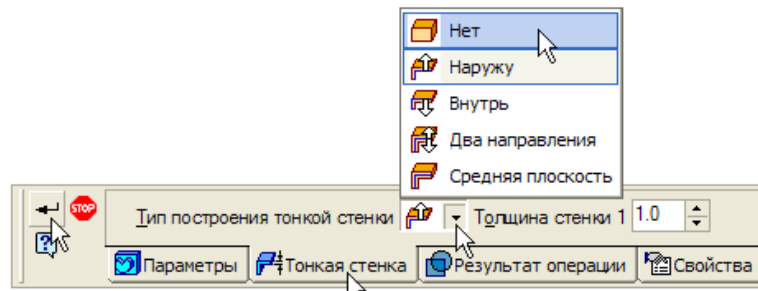 Нет
Наружу
Внутрь
Два направления
Средняя плоскость
STOP Тип построения тонкой стенки Толщина стенки 1 1.0
Параметры Тонкая стенка Результат операции Свойства